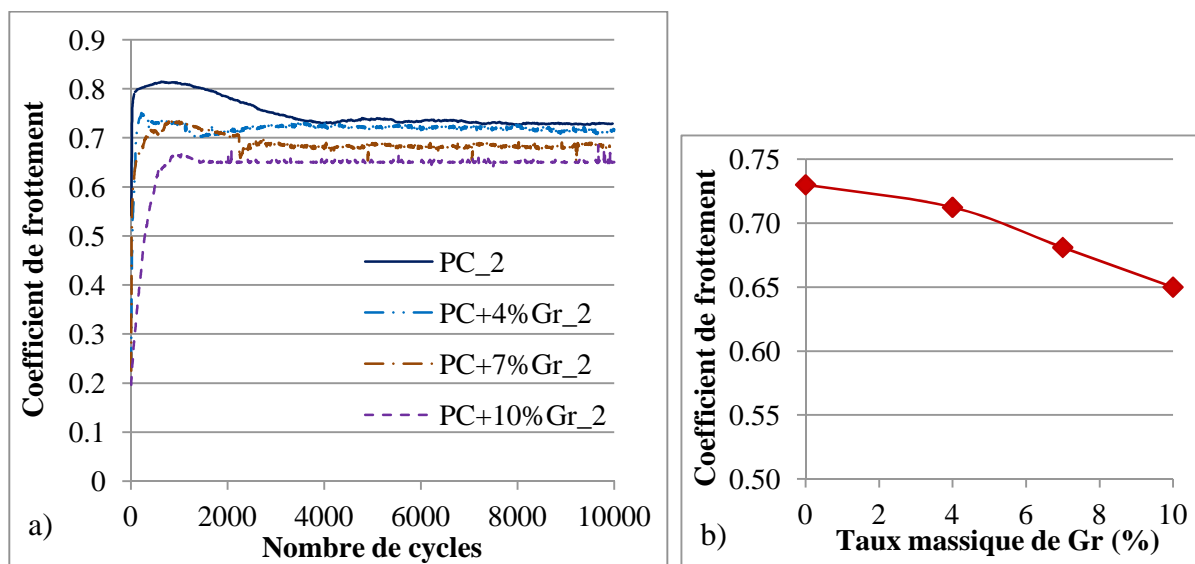 0.9
0.8
0.7
0.6
0.5
0.4
0.3
0.2
0.1
0
Coefficient de frottement
PC_2
PC+4%Gr_2
PC+7%Gr_2
PC+10%Gr_2
0 2000 4000 6000 8000 10000
Nombre de cycles
a)
0.75
0.70
0.65
0.60
0.55
0.50
Coefficient de frottement
0 2 4 6 8 10
Taux massique de Gr (%)
b)